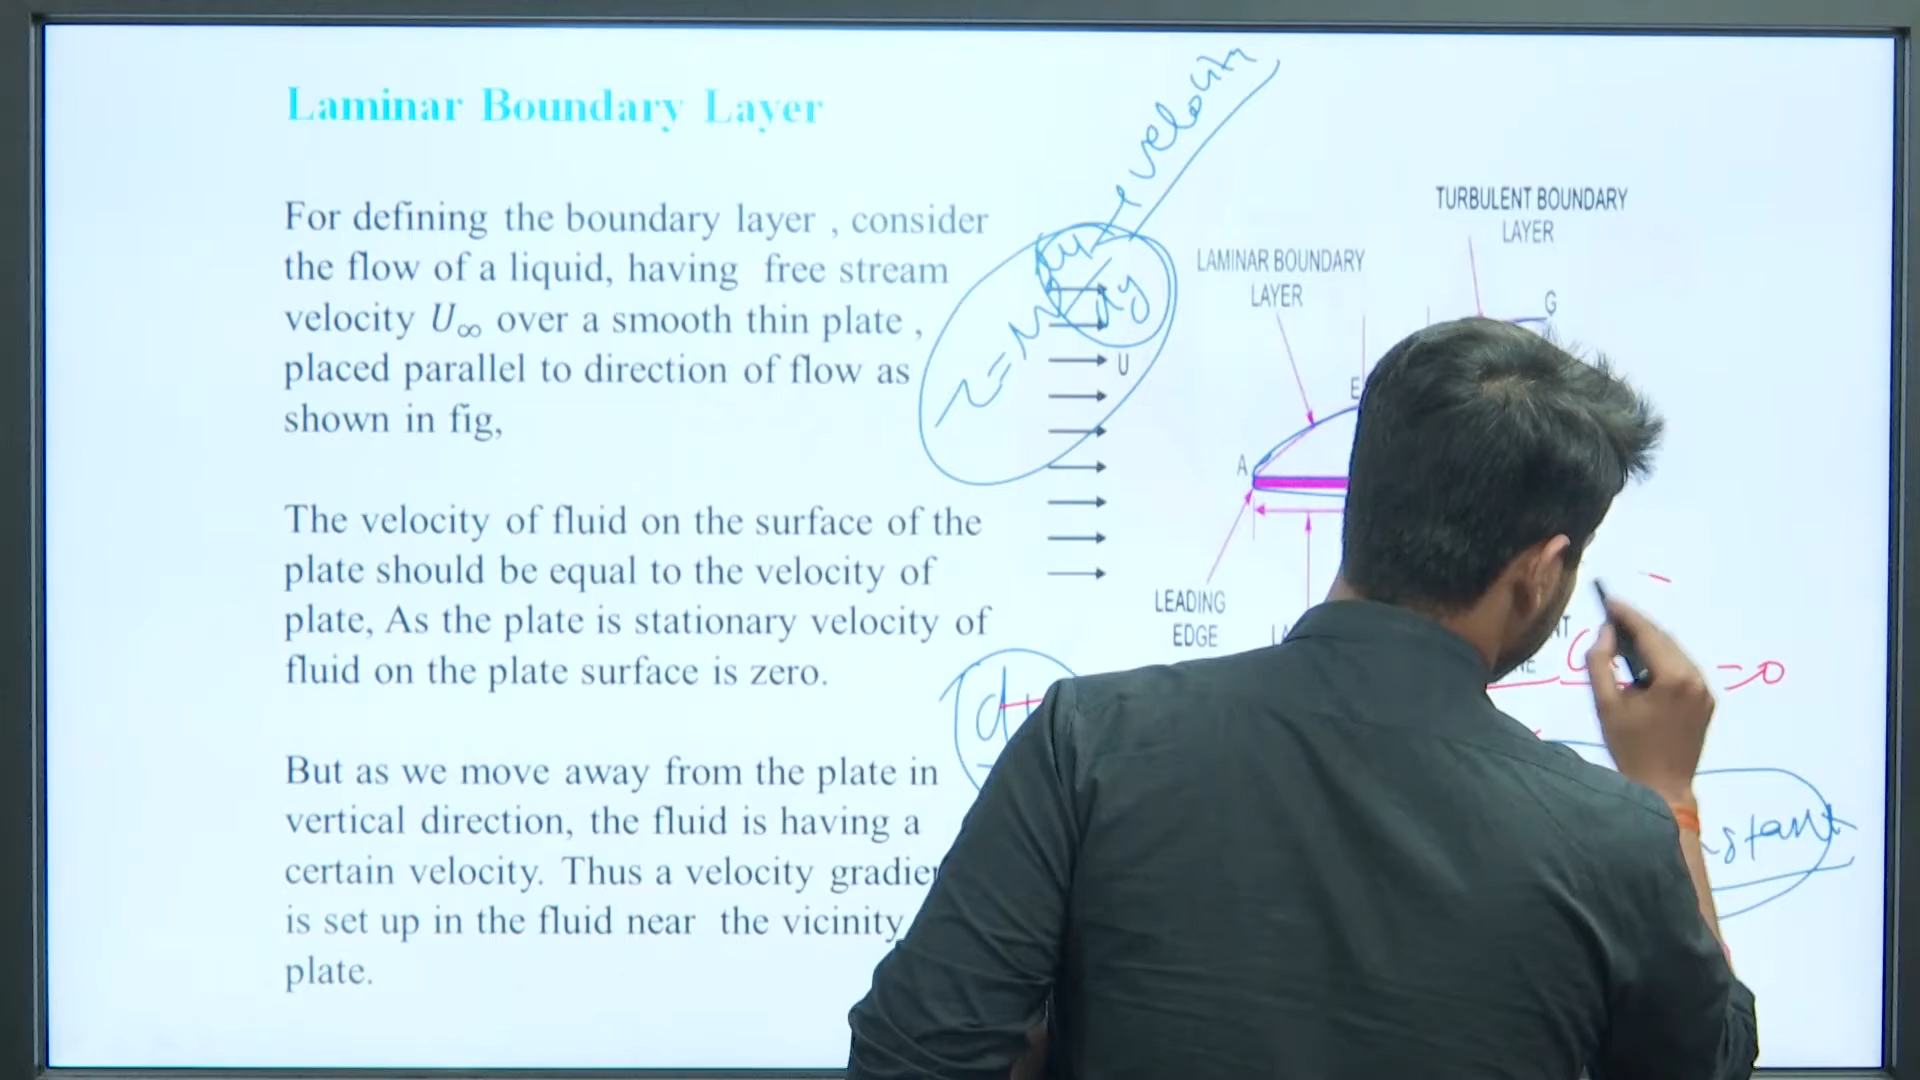 Laminar Boundary Layer
For defining the boundary layer , consider
the flow of a liquid, having free stream
velocity U∞ over a smooth thin plate ,
placed parallel to direction of flow as
shown in fig,
The velocity of fluid on the surface of the
plate should be equal to the velocity of
plate, As the plate is stationary velocity of
fluid on the plate surface is zero.
But as we move away from the plate in
vertical direction, the fluid is having a
certain velocity. Thus a velocity
is set up in the fluid near the vicinity
plate.
velocity
τ = μ du/dy
U
TURBULENT BOUNDARY
LAYER
LAMINAR BOUNDARY
LAYER
G
E
A
LEADING
EDGE
=0